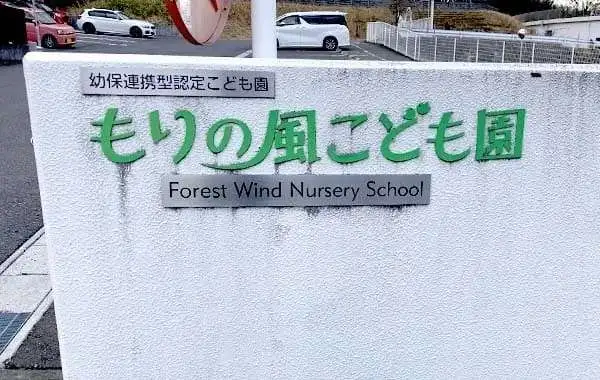 幼保連携型認定こども園
もりの風こども園
Forest Wind Nursery School